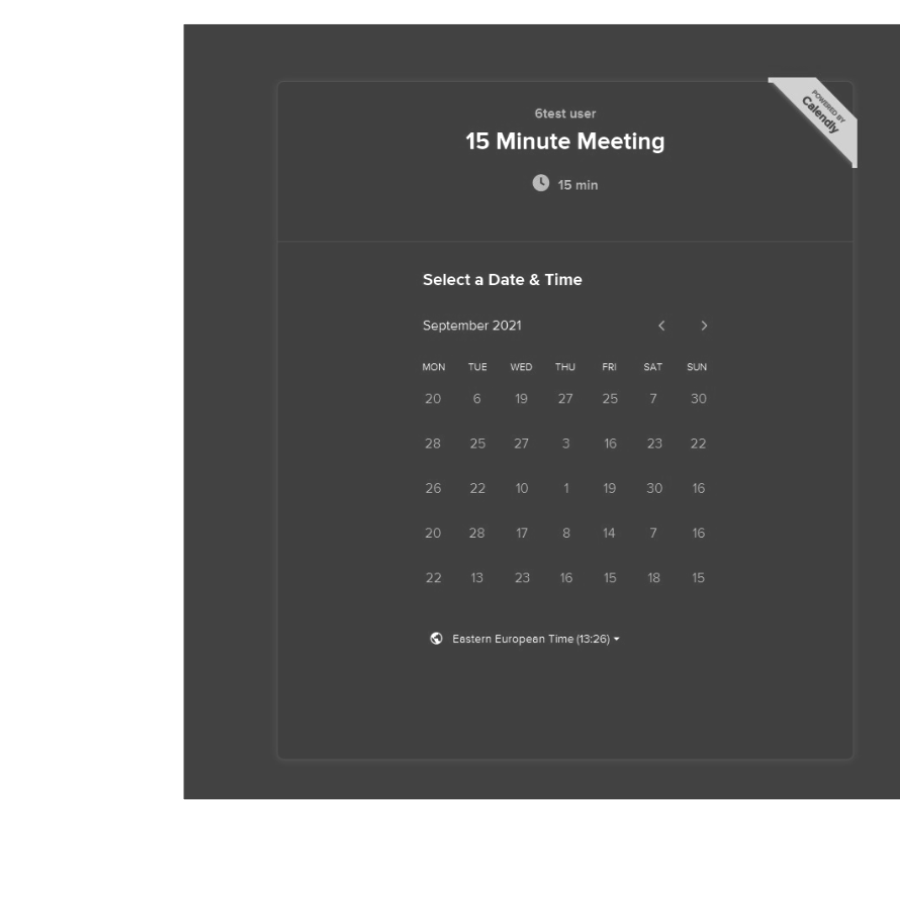 POWERED BY
Calendly
6test user
15 Minute Meeting
15 min
Select a Date & Time
September 2021
MON TUE WED THU FRI SAT SUN
20 6 19 27 25 7 30
28 25 27 3 16 23 22
26 22 10 1 19 30 16
20 28 17 8 14 7 16
22 13 23 16 15 18 15
Eastern European Time (13:26)